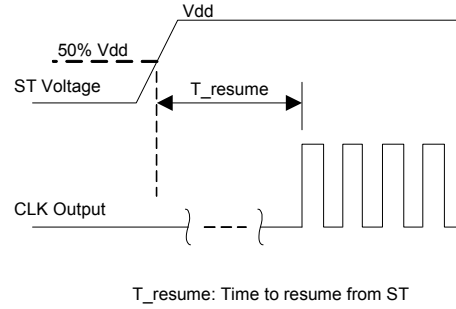 Vdd
50% Vdd
ST Voltage
T_resume
CLK Output
T_resume: Time to resume from ST